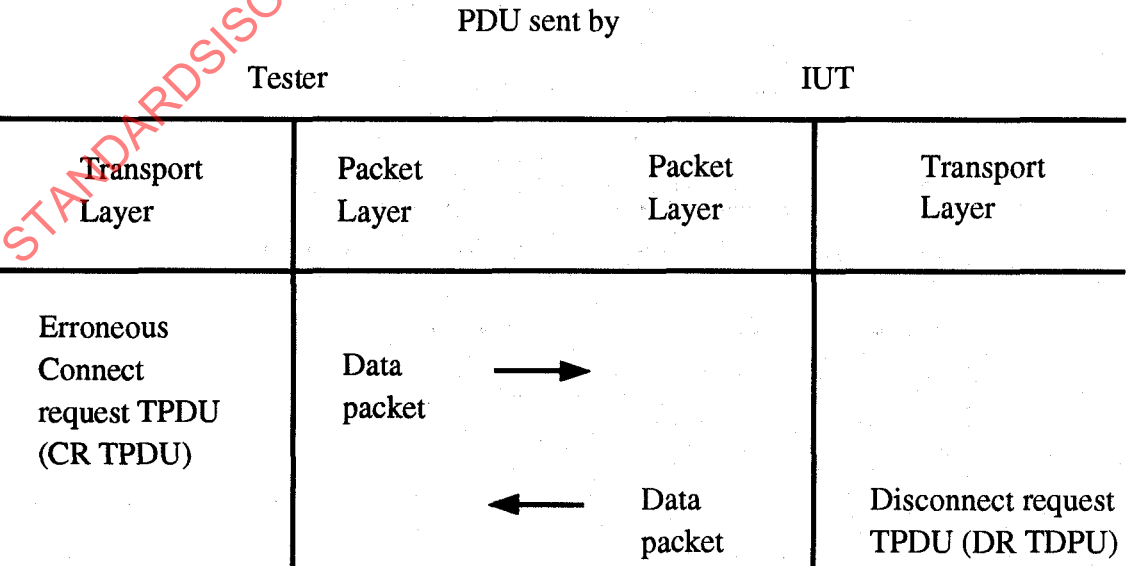 PDU sent by
Tester
IUT
Transport
Layer
Packet
Layer
Packet
Layer
Transport
Layer
Erroneous
Connect
request TPDU
(CR TPDU)
Data
packet
Data
packet
Disconnect request
TPDU (DR TDPU)
STANDARDSISO